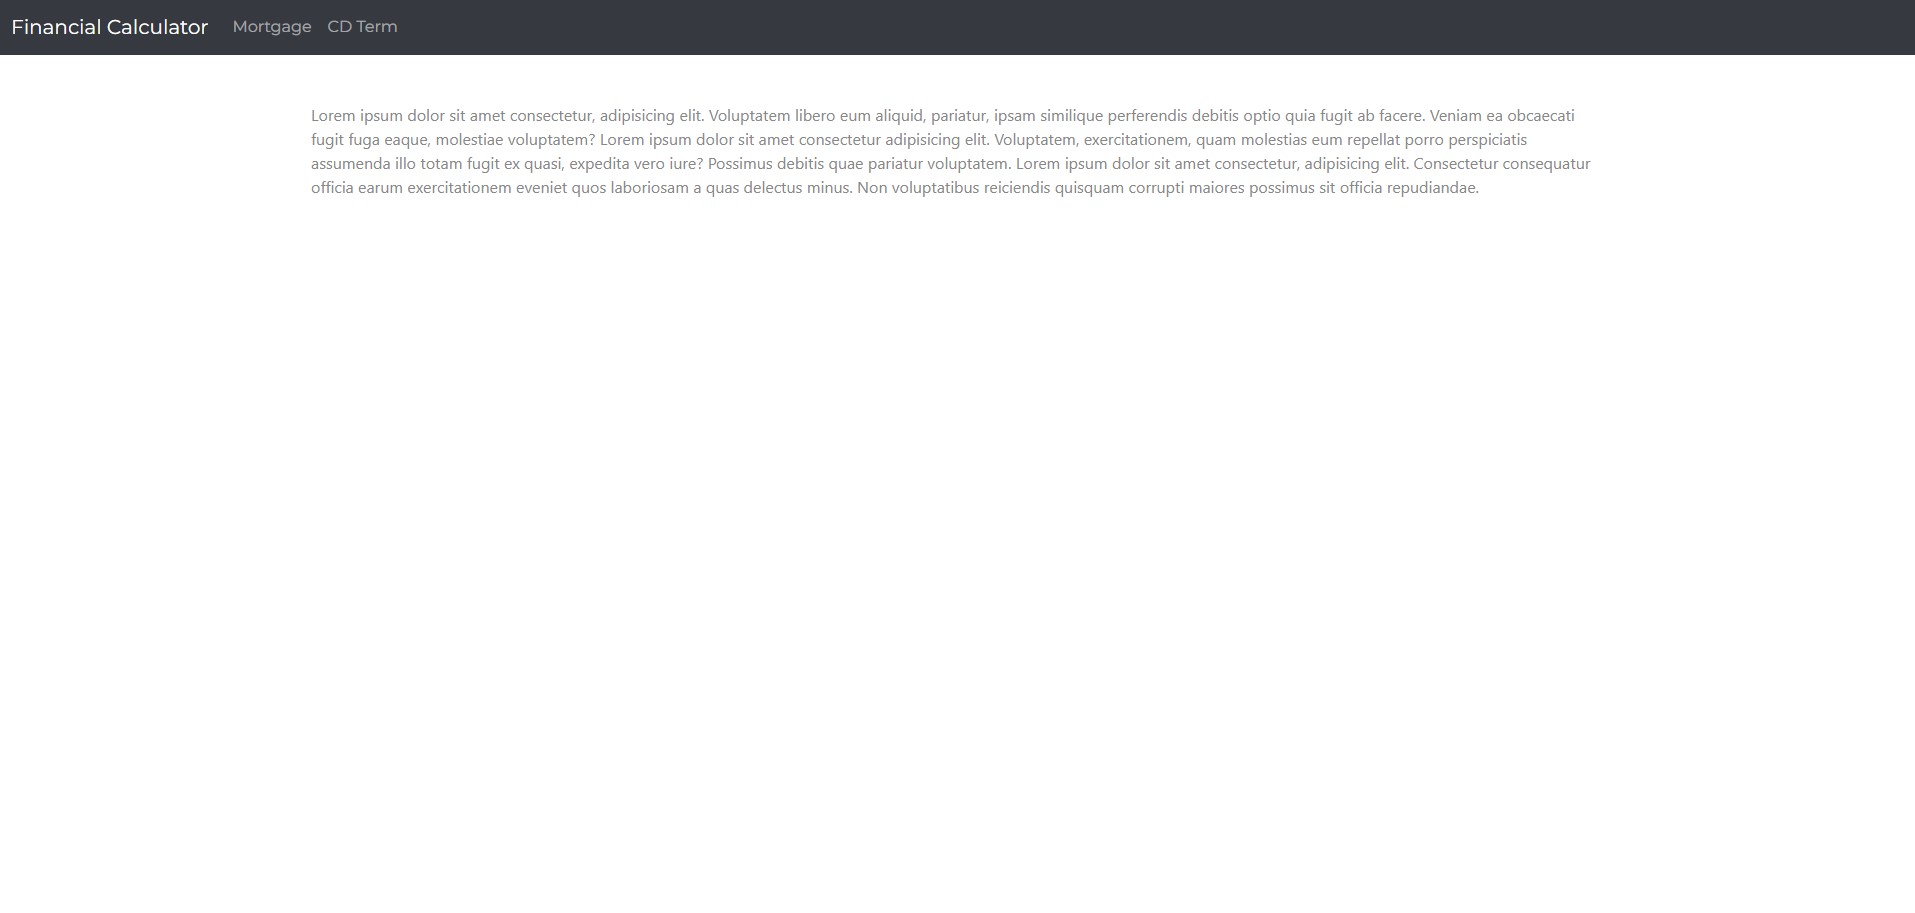 Financial Calculator Mortgage CD Term
Lorem ipsum dolor sit amet consectetur, adipisicing elit. Voluptatem libero eum aliquid, pariatur, ipsam similique perferendis debitis optio quia fugit ab facere. Veniam ea obcaecati
fugit fuga eaque, molestiae voluptatem? Lorem ipsum dolor sit amet consectetur adipisicing elit. Voluptatem, exercitationem, quam molestias eum repellat porro perspiciatis
assumenda illo totam fugit ex quasi, expedita vero iure? Possimus debitis quae pariatur voluptatem. Lorem ipsum dolor sit amet consectetur, adipisicing elit. Consectetur consequatur
officia earum exercitationem eveniet quos laboriosam a quas delectus minus. Non voluptatibus reiciendis quisquam corrupti maiores possimus sit officia repudiandae.